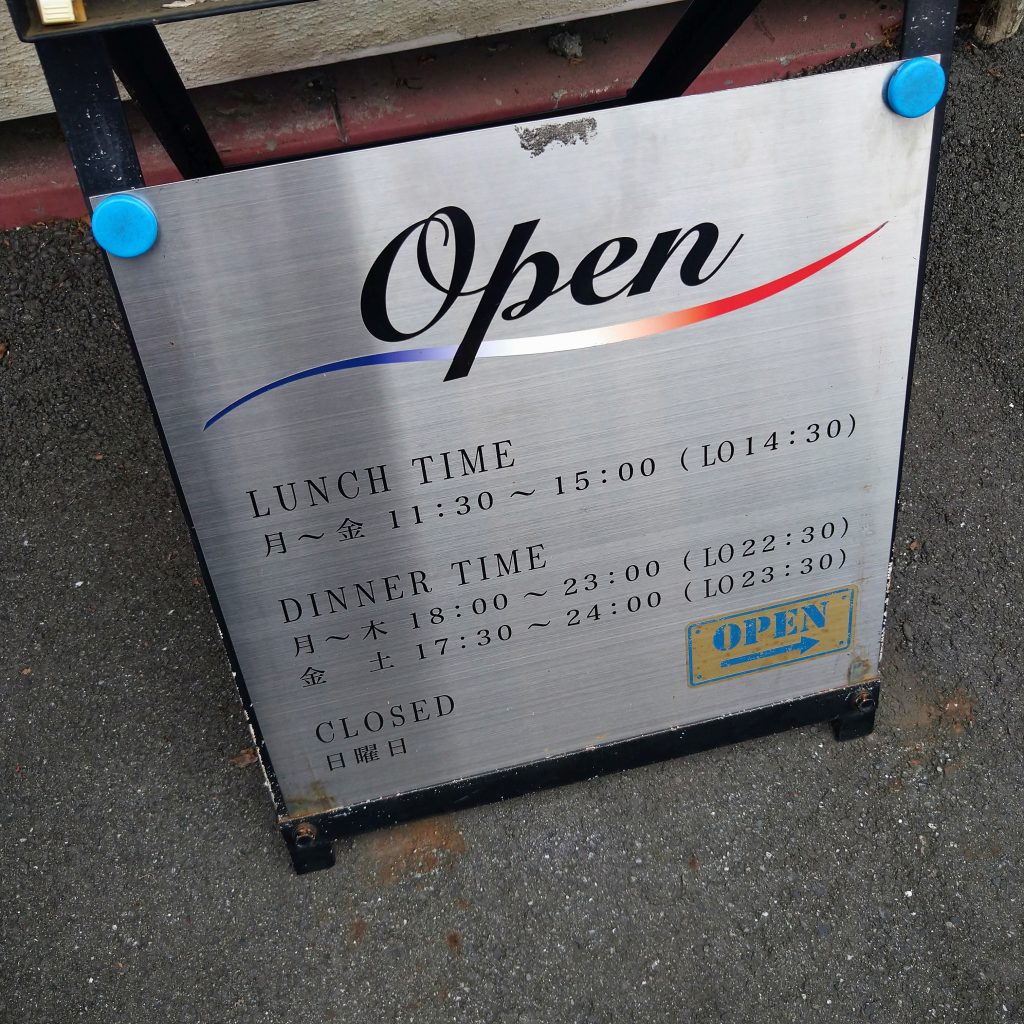 Open
LUNCH TIME
月～金 11:30～15:00 (LO14:30)
DINNER TIME
月～木 18:00～23:00 (LO22:30)
金　土 17:30～24:00 (LO23:30)
OPEN
CLOSED
日曜日